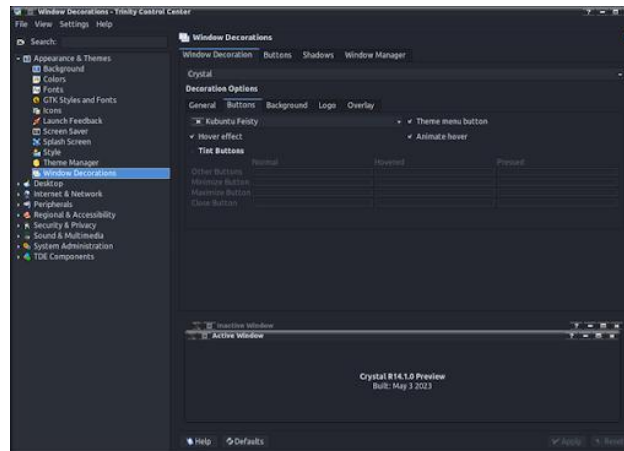 Window Decorations - Trinity Control Center
File View Settings Help
Search:
Appearance & Themes
Background
Colors
Fonts
GTK Styles and Fonts
Icons
Launch Feedback
Screen Saver
Splash Screen
Style
Theme Manager
Window Decorations
Desktop
Internet & Network
Peripherals
Regional & Accessibility
Security & Privacy
Sound & Multimedia
System Administration
TDE Components
Window Decorations
Window Decoration Buttons Shadows Window Manager
Crystal
Decoration Options
General Buttons Background Logo Overlay
Kubuntu Feisty
Theme menu button
Hover effect
Animate hover
Tint Buttons
Normal Hovered Pressed
Other Buttons
Minimize Button
Maximize Button
Close Button
Inactive Window
Active Window
Crystal R14.1.0 Preview
Built: May 3 2023
Help Defaults Apply Reset